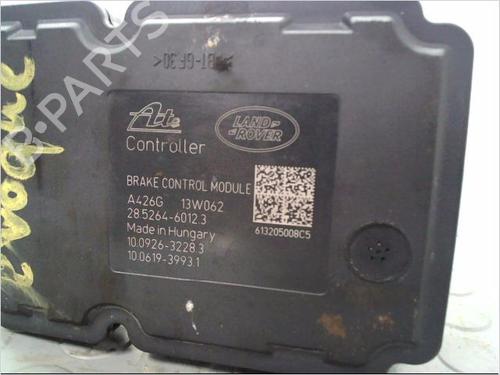 >BT-GF30<
Ate
LAND
ROVER
Controller
BRAKE CONTROL MODULE
A426G 13W062
28.5264-6012.3
Made in Hungary
10.0926-3228.3
10.0619-3993.1
613205008C5
Evoque
B-PARTS